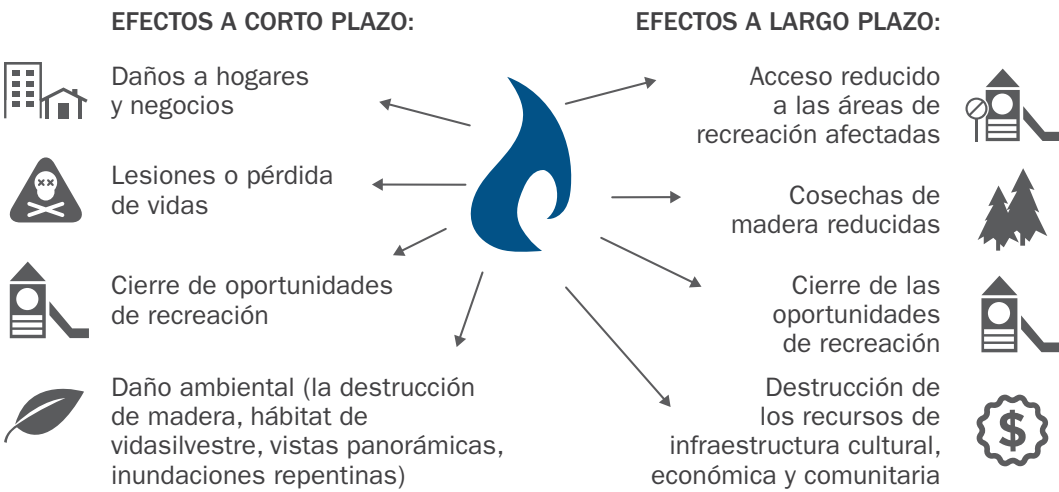 EFECTOS A CORTO PLAZO:
Daños a hogares
y negocios
Lesiones o pérdida
de vidas
Cierre de oportunidades
de recreación
Daño ambiental (la destrucción
de madera, hábitat de
vidasilvestre, vistas panorámicas,
inundaciones repentinas)
EFECTOS A LARGO PLAZO:
Acceso reducido
a las áreas de
recreación afectadas
Cosechas de
madera reducidas
Cierre de las
oportunidades
de recreación
Destrucción de
los recursos de
infraestructura cultural,
económica y comunitaria
$